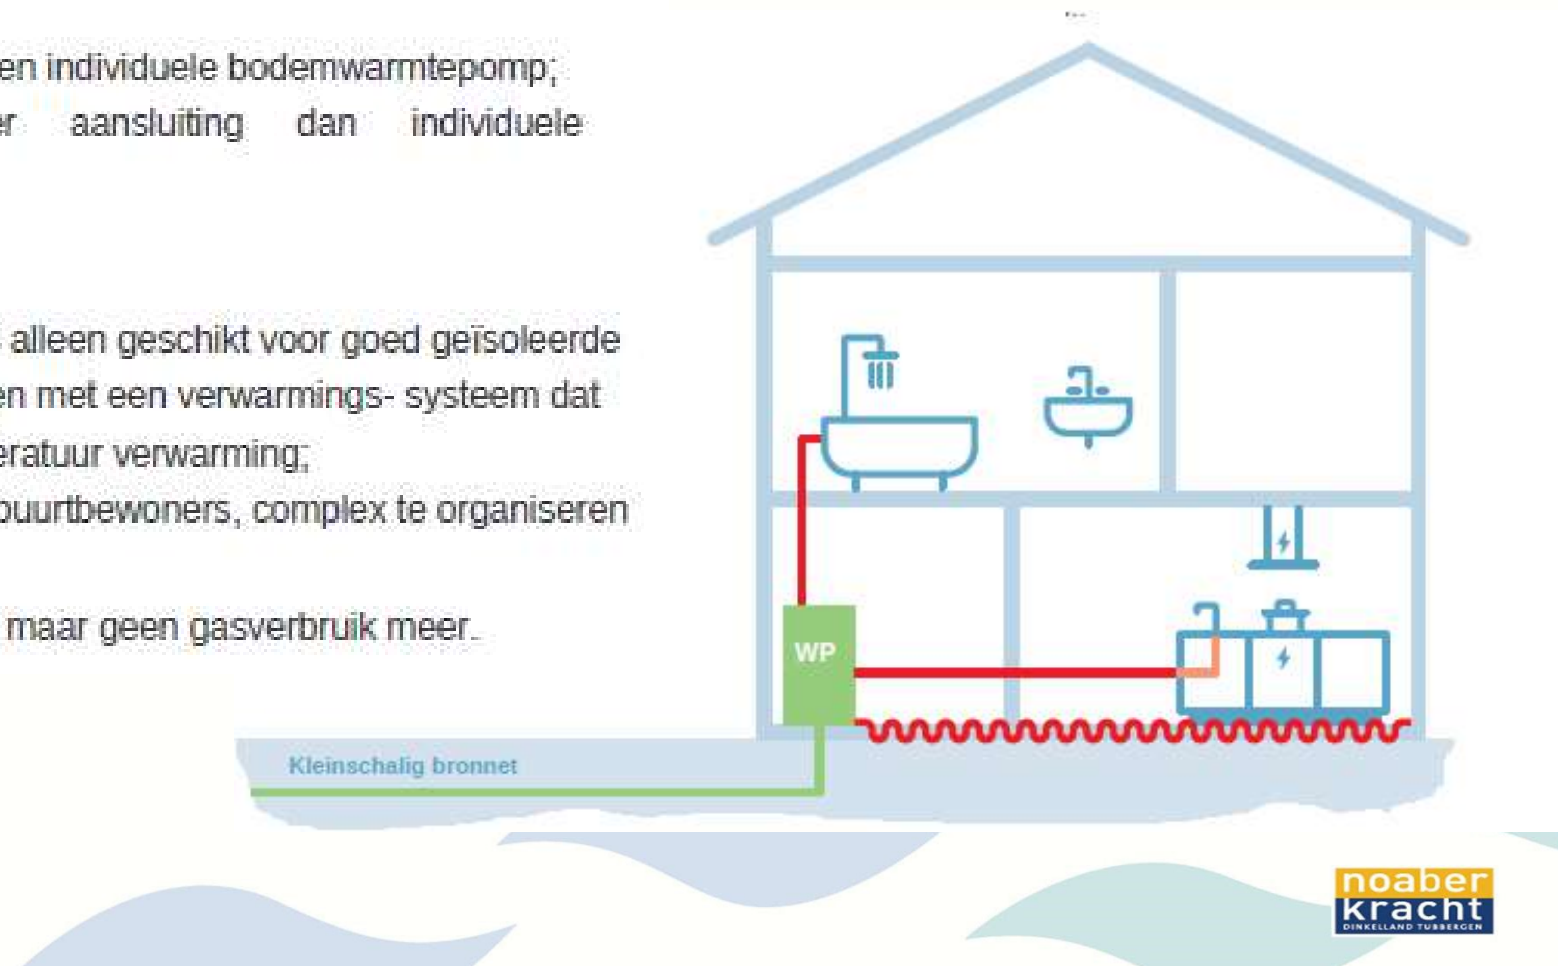 en individuele bodemwarmtepomp;
aansluiting dan individuele
alleen geschikt voor goed geïsoleerde
en met een verwarmings- systeem dat
eratuur verwarming;
buurtbewoners, complex te organiseren
maar geen gasverbruik meer.
WP
Kleinschalig bronnet
noaber
kracht
DINKELLAND TUBBERGEN